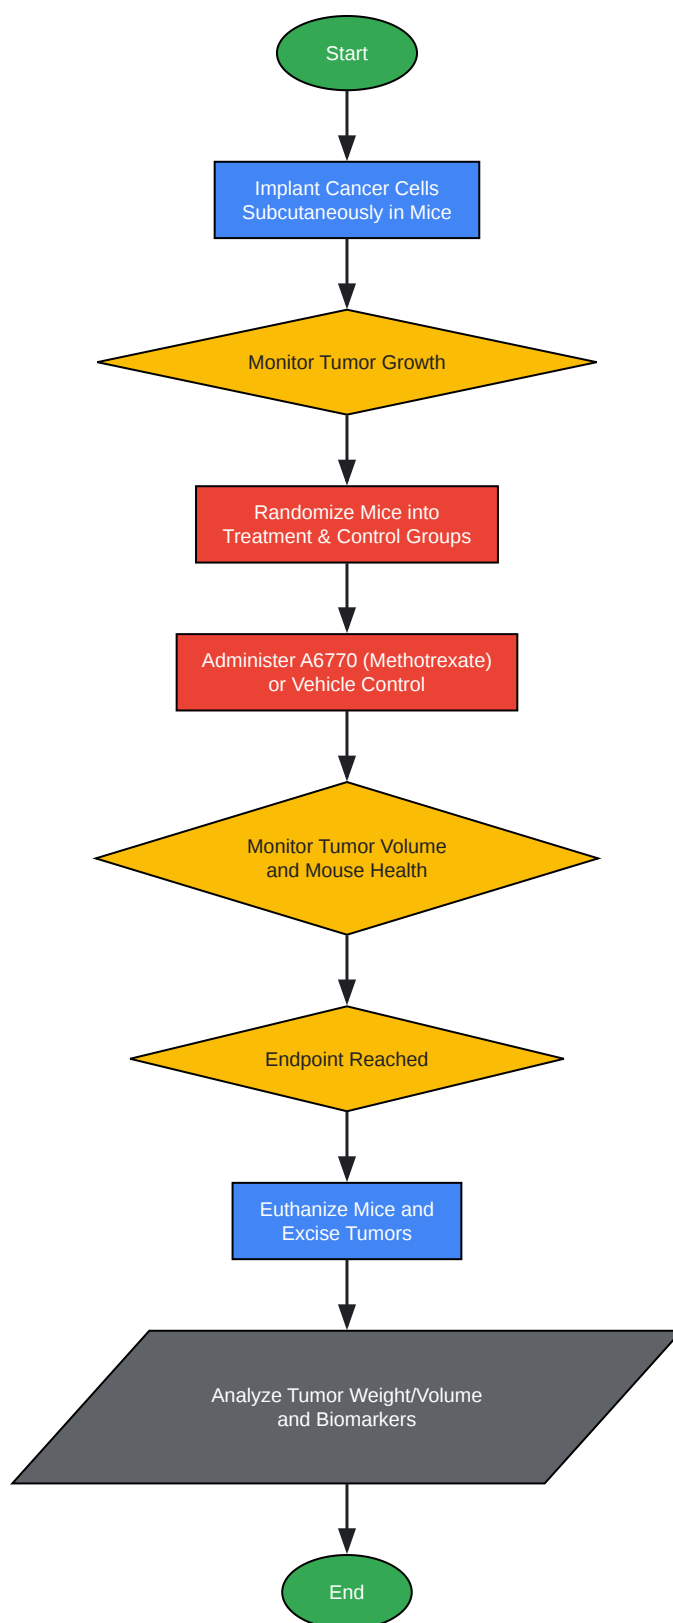 Start
Implant Cancer Cells
Subcutaneously in Mice
Monitor Tumor Growth
Randomize Mice into
Treatment & Control Groups
Administer A6770 (Methotrexate)
or Vehicle Control
Monitor Tumor Volume
and Mouse Health
Endpoint Reached
Euthanize Mice and
Excise Tumors
Analyze Tumor Weight/Volume
and Biomarkers
End